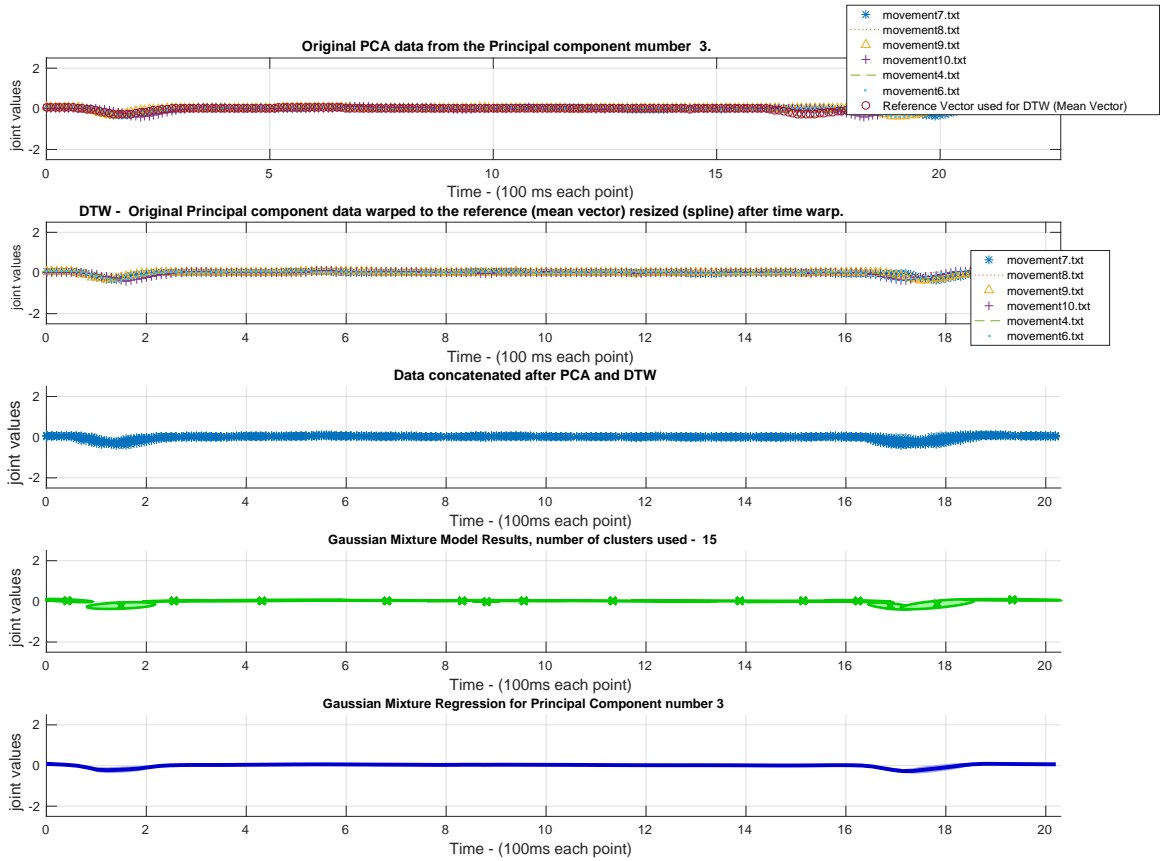 movement7.txt
movement8.txt
movement9.txt
movement10.txt
movement4.txt
movement6.txt
Reference Vector used for DTW (Mean Vector)
Original PCA data from the Principal component mumber  3.
joint values
2
0
-2
0 5 10 15 20
Time - (100 ms each point)
DTW -  Original Principal component data warped to the reference (mean vector) resized (spline) after time warp.
joint values
2
0
-2
movement7.txt
movement8.txt
movement9.txt
movement10.txt
movement4.txt
movement6.txt
0 2 4 6 8 10 12 14 16 18
Time - (100 ms each point)
Data concatenated after PCA and DTW
joint values
2
0
-2
0 2 4 6 8 10 12 14 16 18 20
Time - (100ms each point)
Gaussian Mixture Model Results, number of clusters used -  15
joint values
2
0
-2
0 2 4 6 8 10 12 14 16 18 20
Time - (100ms each point)
Gaussian Mixture Regression for Principal Component number 3
joint values
2
0
-2
0 2 4 6 8 10 12 14 16 18 20
Time - (100ms each point)